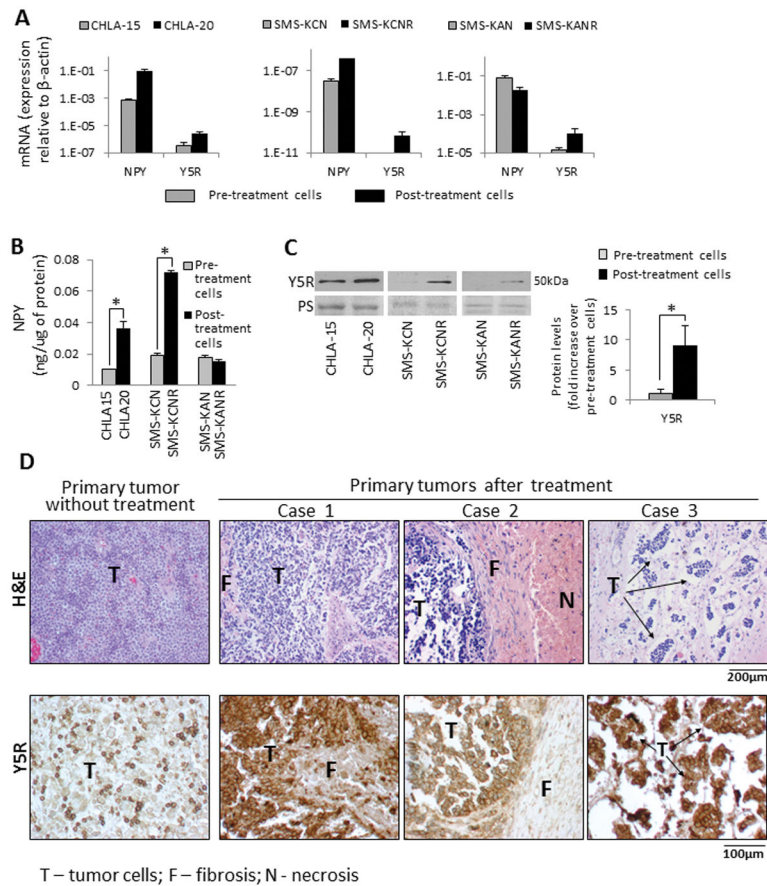 A
CHLA-15 CHLA-20
SMS-KCN SMS-KCNR
SMS-KAN SMS-KANR
mRNA (expression
relative to β-actin)
1.E-01
1.E-03
1.E-05
1.E-07
NPY Y5R
1.E-07
1.E-10
1.E-11
NPY Y5R
1.E-01
1.E-03
1.E-05
NPY Y5R
Pre-treatment cells Post-treatment cells
B
NPY
(ng/ug of protein)
0.08
0.06
0.04
0.02
0
*
*
Pre-
treatment
cells
Post-
treatment
cells
CHLA15
CHLA20
SMS-KCN
SMS-KCNR
SMS-KAN
SMS-KANR
C
Y5R
50kDa
PS
CHLA-15
CHLA-20
SMS-KCN
SMS-KCNR
SMS-KAN
SMS-KANR
Pre-treatment cells
Post-treatment cells
Protein levels
(fold increase over
pre-treatment cells)
15
10
5
0
*
Y5R
D
Primary tumor
without treatment
Primary tumors after treatment
Case 1
Case 2
Case 3
H&E
T
F T
T F N
T
200µm
Y5R
T
T F
T F
T
100µm
T – tumor cells; F – fibrosis; N - necrosis